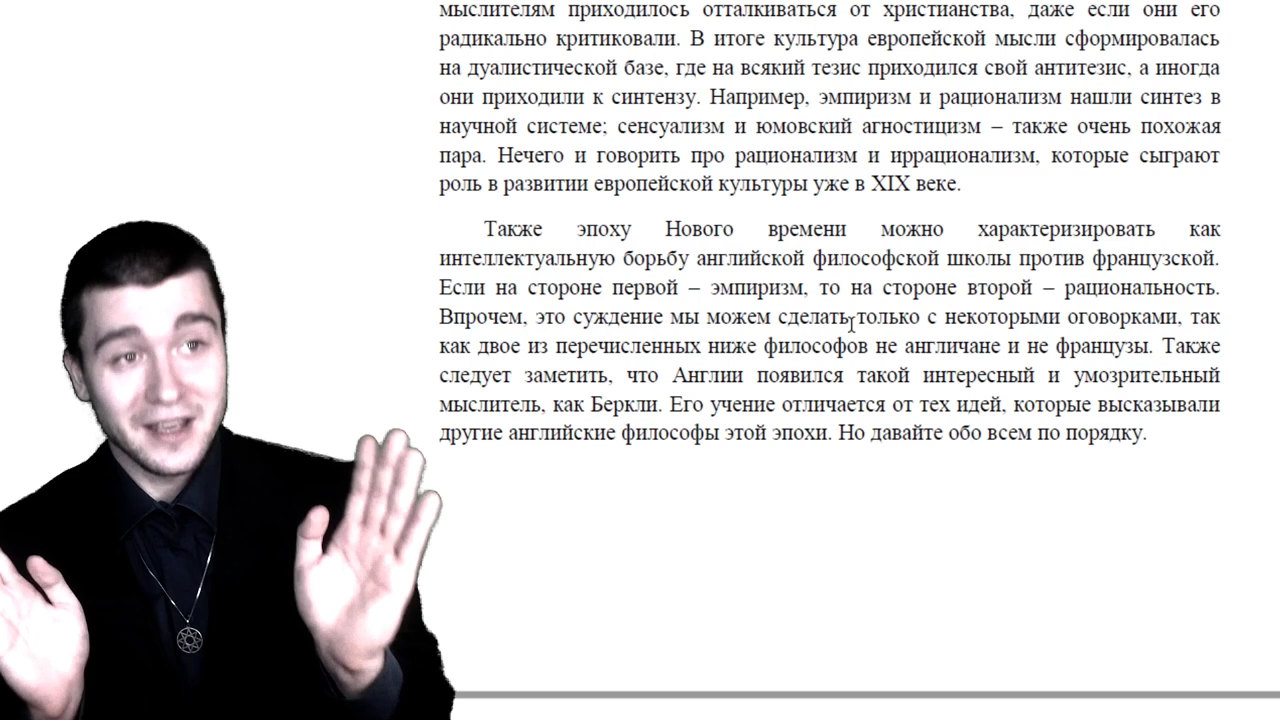 мыслителям приходилось отталкиваться от христианства, даже если они его
радикально критиковали. В итоге культура европейской мысли сформировалась
на дуалистической базе, где на всякий тезис приходился свой антитезис, а иногда
они приходили к синтензу. Например, эмпиризм и рационализм нашли синтез в
научной системе; сенсуализм и юмовский агностицизм – также очень похожая
пара. Нечего и говорить про рационализм и иррационализм, которые сыграют
роль в развитии европейской культуры уже в XIX веке.
Также эпоху Нового времени можно характеризировать как
интеллектуальную борьбу английской философской школы против французской.
Если на стороне первой – эмпиризм, то на стороне второй – рациональность.
Впрочем, это суждение мы можем сделать только с некоторыми оговорками, так
как двое из перечисленных ниже философов не англичане и не французы. Также
следует заметить, что Англии появился такой интересный и умозрительный
мыслитель, как Беркли. Его учение отличается от тех идей, которые высказывали
другие английские философы этой эпохи. Но давайте обо всем по порядку.